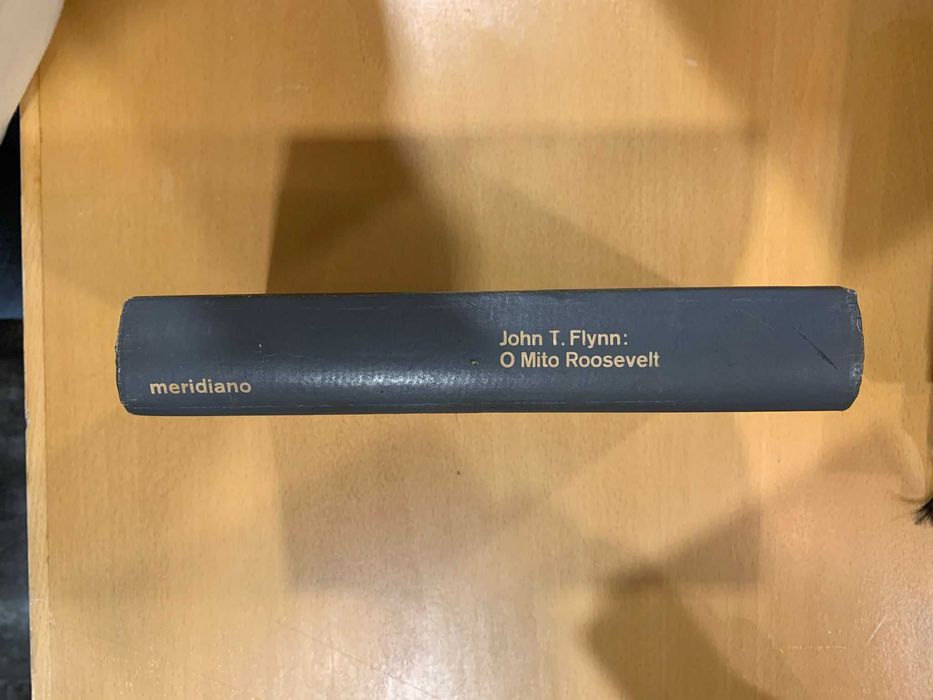 John T. Flynn:
O Mito Roosevelt
meridiano